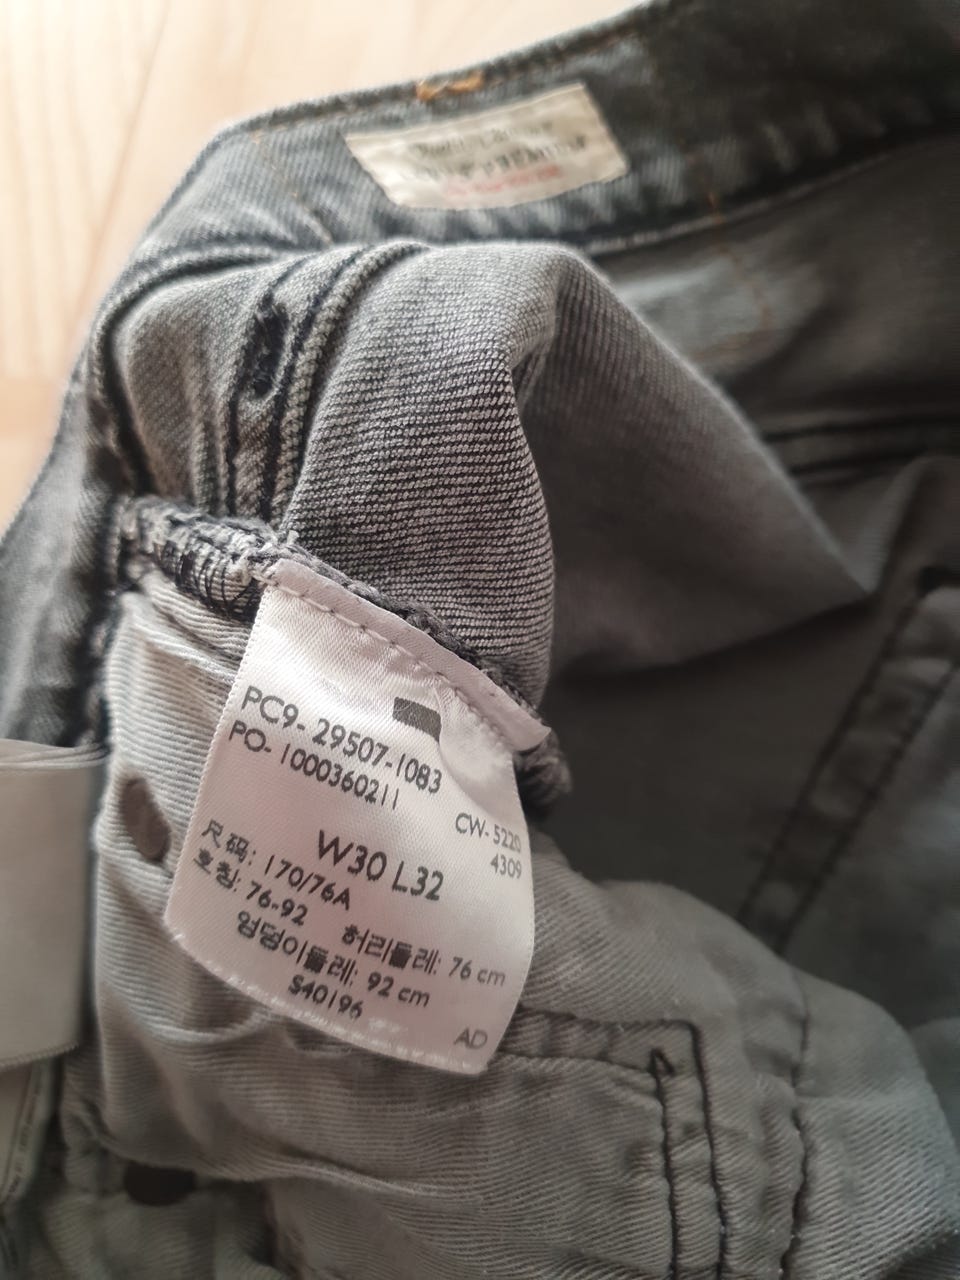 PC9-29507-1083
PO-1000360211
CW-5220
4309
W30 L32
尺码: 170/76A
호칭: 76-92
허리둘레: 76 cm
엉덩이둘레: 92 cm
S40196
AD